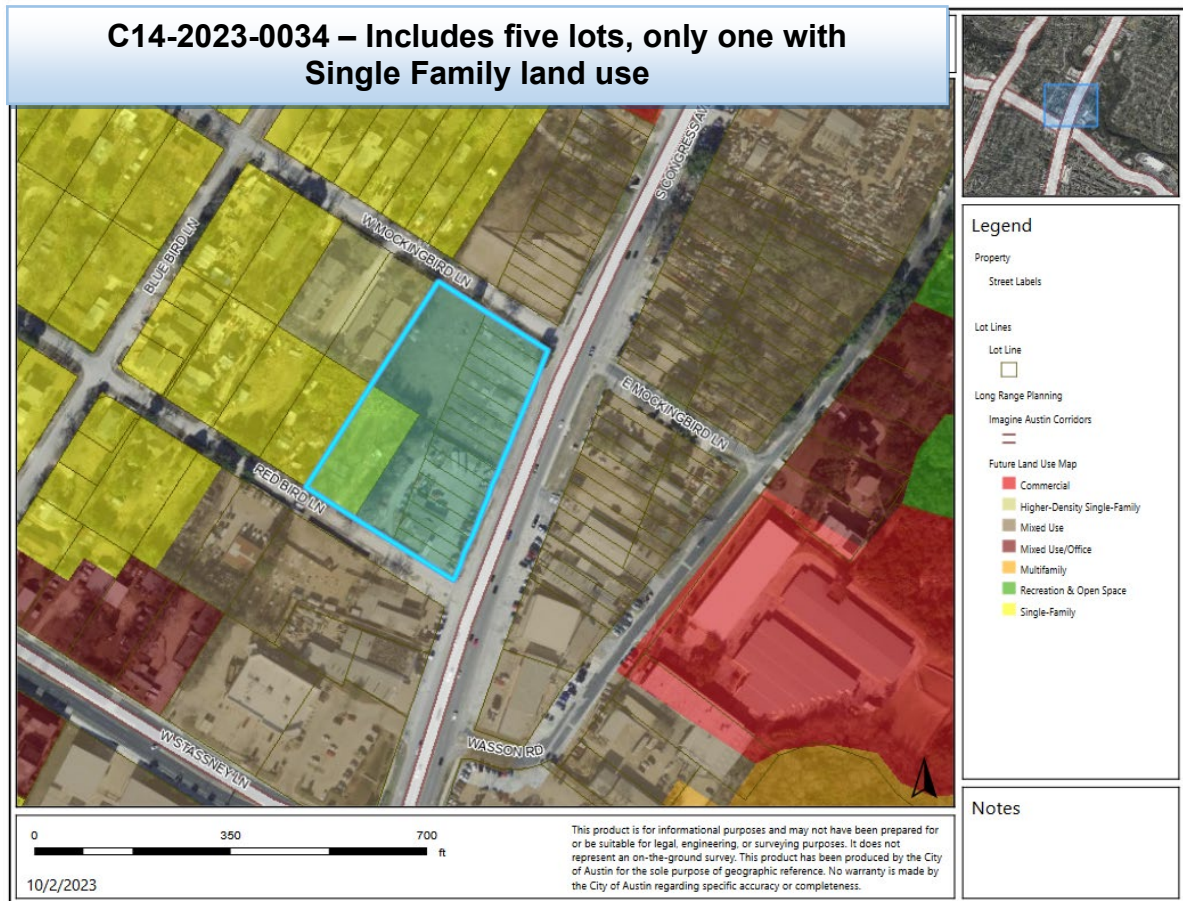 C14-2023-0034 – Includes five lots, only one with
Single Family land use
BLUE BIRD LN
W MOCKINGBIRD LN
S CONGRESS AV
E MOCKINGBIRD LN
RED BIRD LN
WASSON RD
W STASSNEY LN
Legend
Property
Street Labels
Lot Lines
Lot Line
Long Range Planning
Imagine Austin Corridors
Future Land Use Map
Commercial
Higher-Density Single-Family
Mixed Use
Mixed Use/Office
Multifamily
Recreation & Open Space
Single-Family
Notes
0 350 700
ft
10/2/2023
This product is for informational purposes and may not have been prepared for
or be suitable for legal, engineering, or surveying purposes. It does not
represent an on-the-ground survey. This product has been produced by the City
of Austin for the sole purpose of geographic reference. No warranty is made by
the City of Austin regarding specific accuracy or completeness.